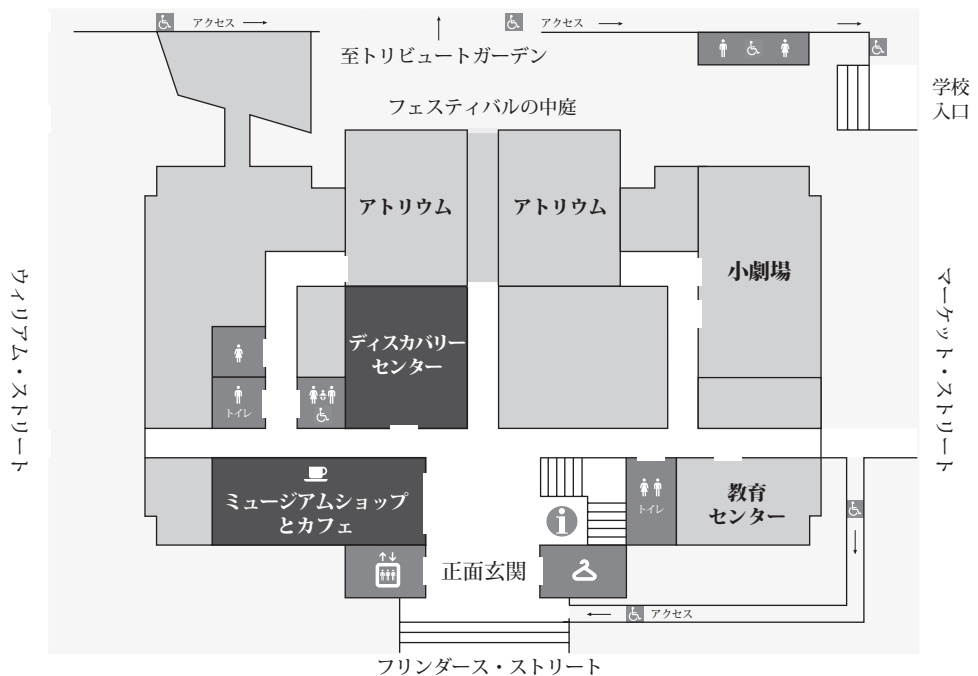 アクセス
アクセス
至トリビュートガーデン
フェスティバルの中庭
学校
入口
アトリウム
アトリウム
小劇場
ウィリアム・ストリート
マーケット・ストリート
ディスカバリー
センター
トイレ
ミュージアムショップ
とカフェ
i
トイレ
教育
センター
正面玄関
アクセス
フリンダース・ストリート